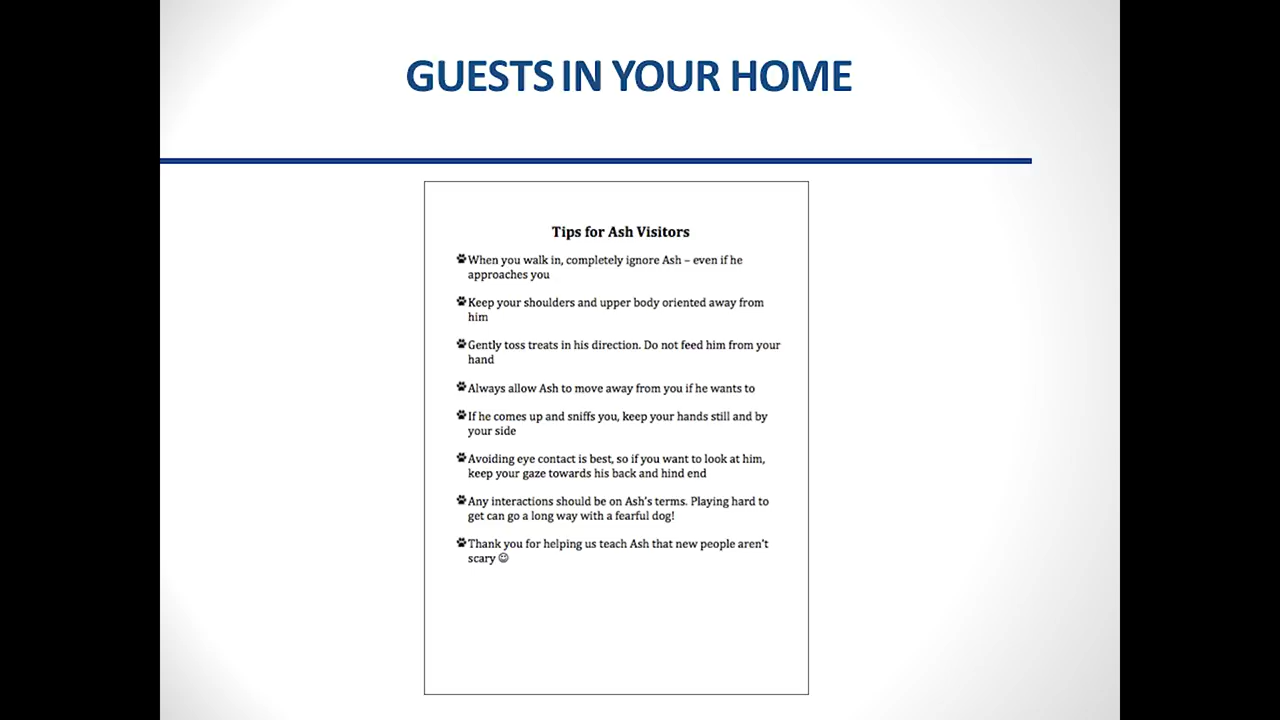 GUESTS IN YOUR HOME
Tips for Ash Visitors
When you walk in, completely ignore Ash – even if he
approaches you
Keep your shoulders and upper body oriented away from
him
Gently toss treats in his direction. Do not feed him from your
hand
Always allow Ash to move away from you if he wants to
If he comes up and sniffs you, keep your hands still and by
your side
Avoiding eye contact is best, so if you want to look at him,
keep your gaze towards his back and hind end
Any interactions should be on Ash's terms. Playing hard to
get can go a long way with a fearful dog!
Thank you for helping us teach Ash that new people aren't
scary ☺